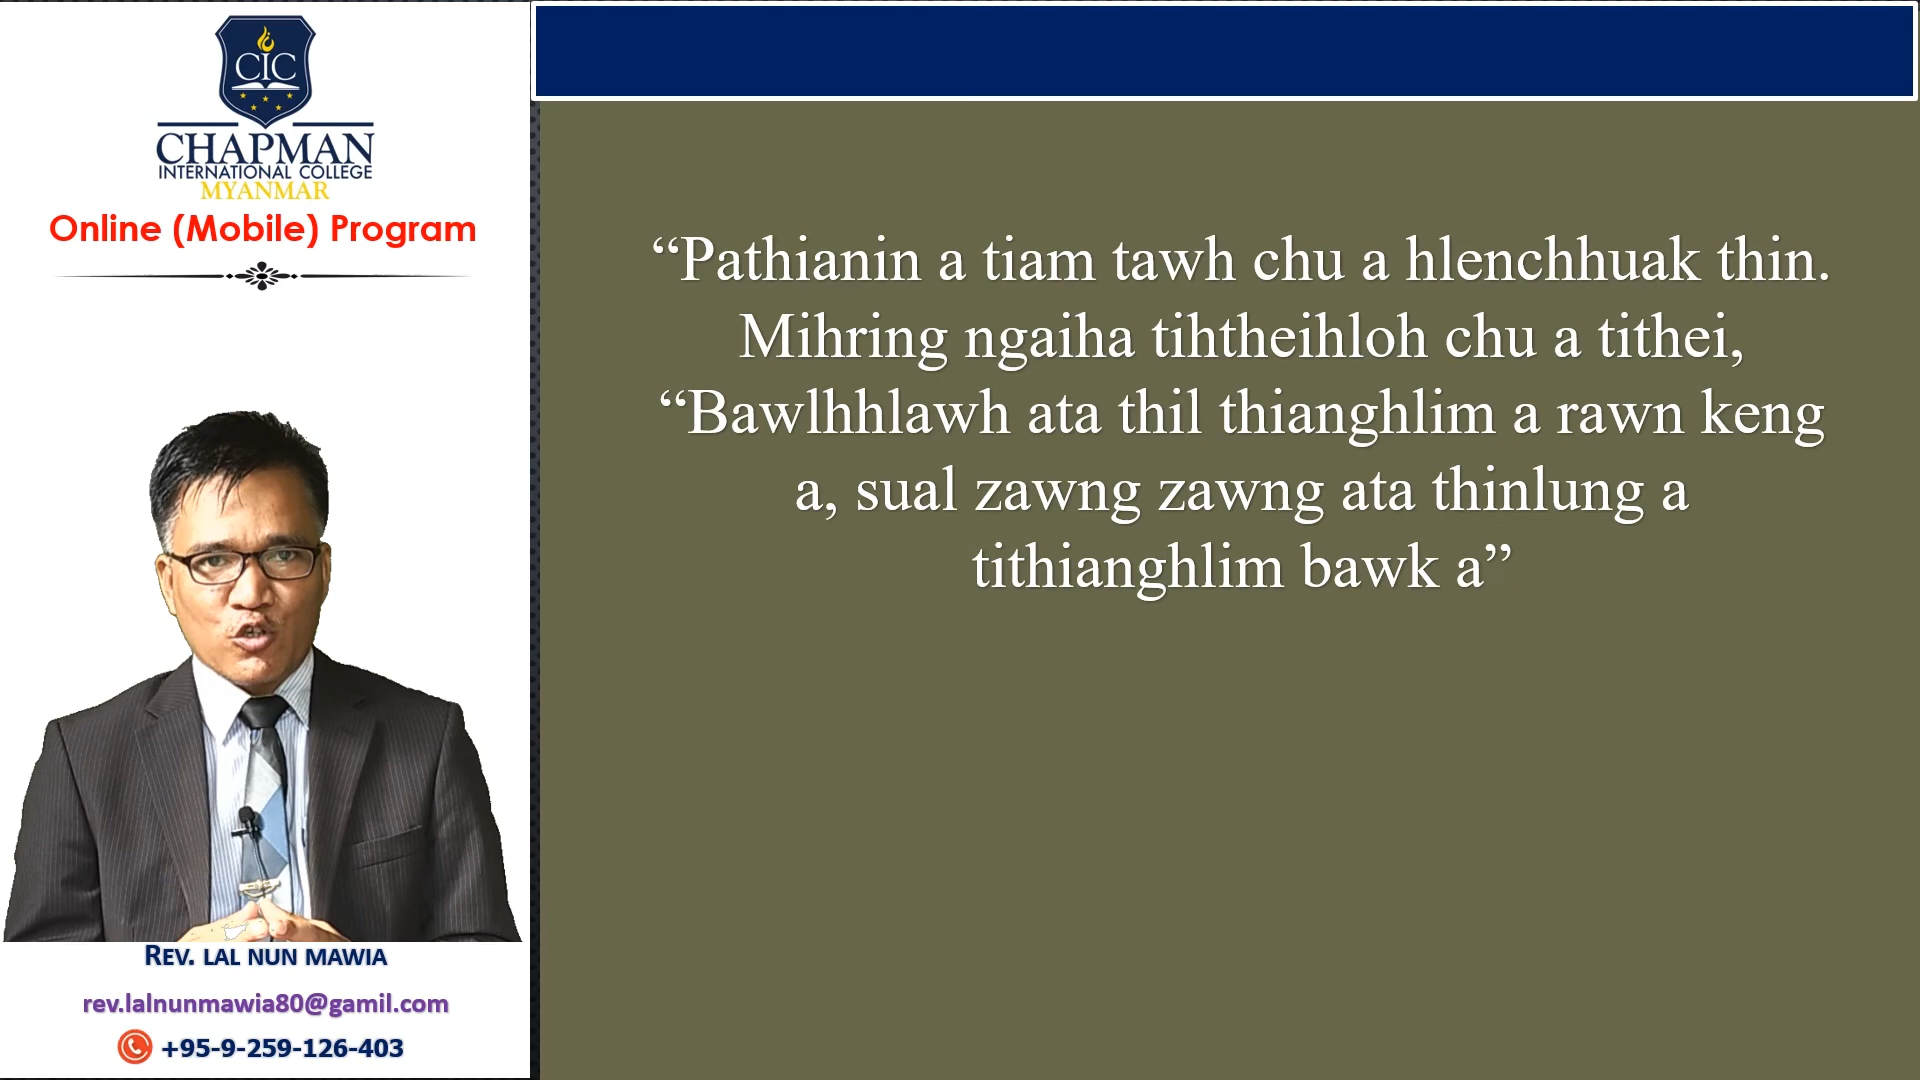 CIC
CHAPMAN
INTERNATIONAL COLLEGE
MYANMAR
Online (Mobile) Program
REV. LAL NUN MAWIA
rev.lalnunmawia80@gamil.com
+95-9-259-126-403
“Pathianin a tiam tawh chu a hlenchhuak thin.
Mihring ngaiha tihtheihloh chu a tithei,
“Bawlhhlawh ata thil thianghlim a rawn keng
a, sual zawng zawng ata thinlung a
tithianghlim bawk a”